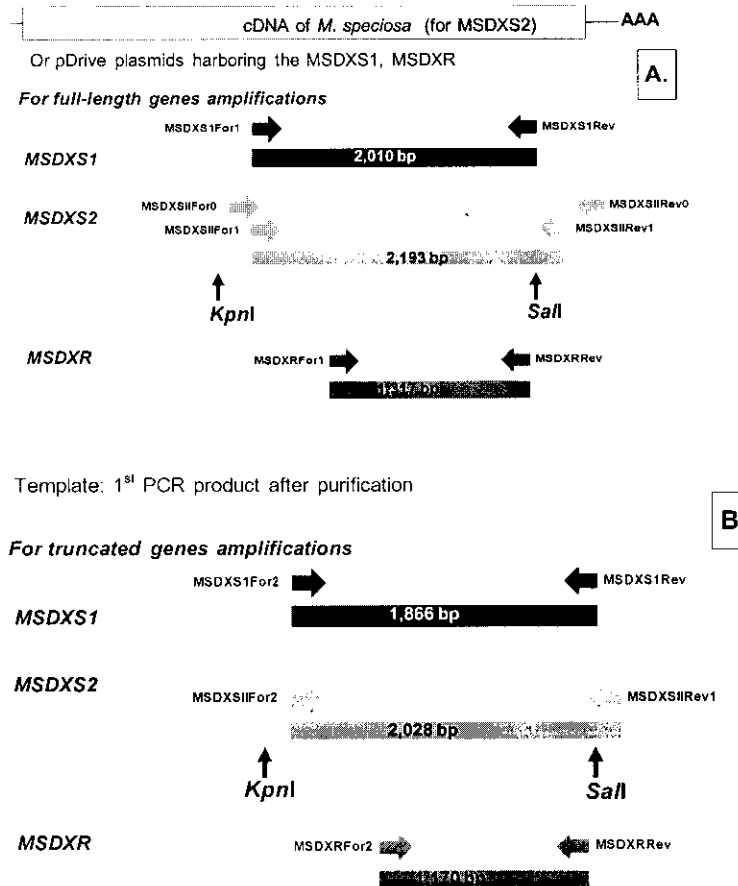 cDNA of M. speciosa (for MSDXS2) AAA
Or pDrive plasmids harboring the MSDXS1, MSDXR
A.
For full-length genes amplifications
MSDXS1For1 MSDXS1Rev
MSDXS1 2,010 bp
MSDXSIIFor0 MSDXSIIRev0
MSDXS2
MSDXSIIFor1 MSDXSIIRev1
2,193 bp
KpnI SalI
MSDXR
MSDXRFor1 MSDXRRev
bp
Template: 1st PCR product after purification
B
For truncated genes amplifications
MSDXS1For2 MSDXS1Rev
MSDXS1 1,866 bp
MSDXS2
MSDXSIIFor2 MSDXSIIRev1
2,028 bp
KpnI SalI
MSDXR
MSDXRFor2 MSDXRRev